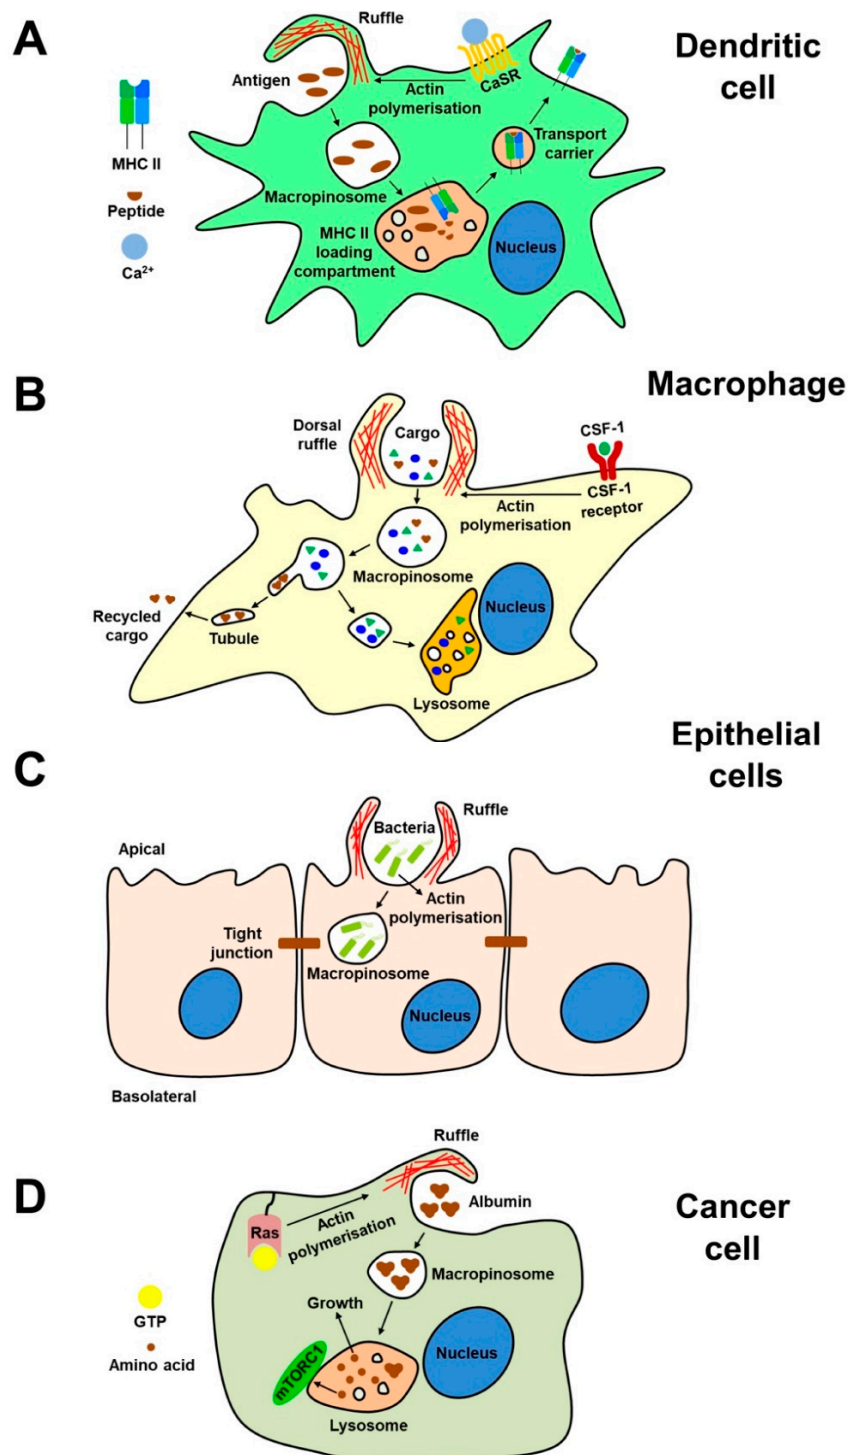 A
Dendritic
cell
Ruffle
Antigen
Actin
polymerisation
CaSR
Transport
carrier
MHC II
Macropinosome
Peptide
MHC II
loading
compartment
Nucleus
Ca²⁺
B
Macrophage
Dorsal
ruffle
Cargo
CSF-1
CSF-1
receptor
Actin
polymerisation
Macropinosome
Nucleus
Recycled
cargo
Tubule
Lysosome
C
Epithelial
cells
Ruffle
Bacteria
Apical
Actin
polymerisation
Tight
junction
Macropinosome
Nucleus
Basolateral
D
Cancer
cell
Ruffle
Albumin
Ras
Actin
polymerisation
Macropinosome
GTP
Growth
Nucleus
Amino acid
mTORC1
Lysosome